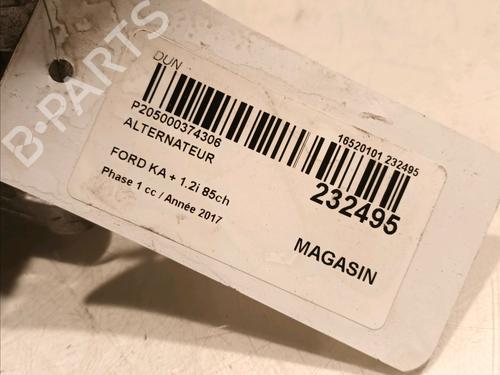 DUN
P205000374306
16520101 232495
ALTERNATEUR
232495
FORD KA + 1.2i 85ch
Phase 1 cc / Année 2017
MAGASIN
B-PARTS